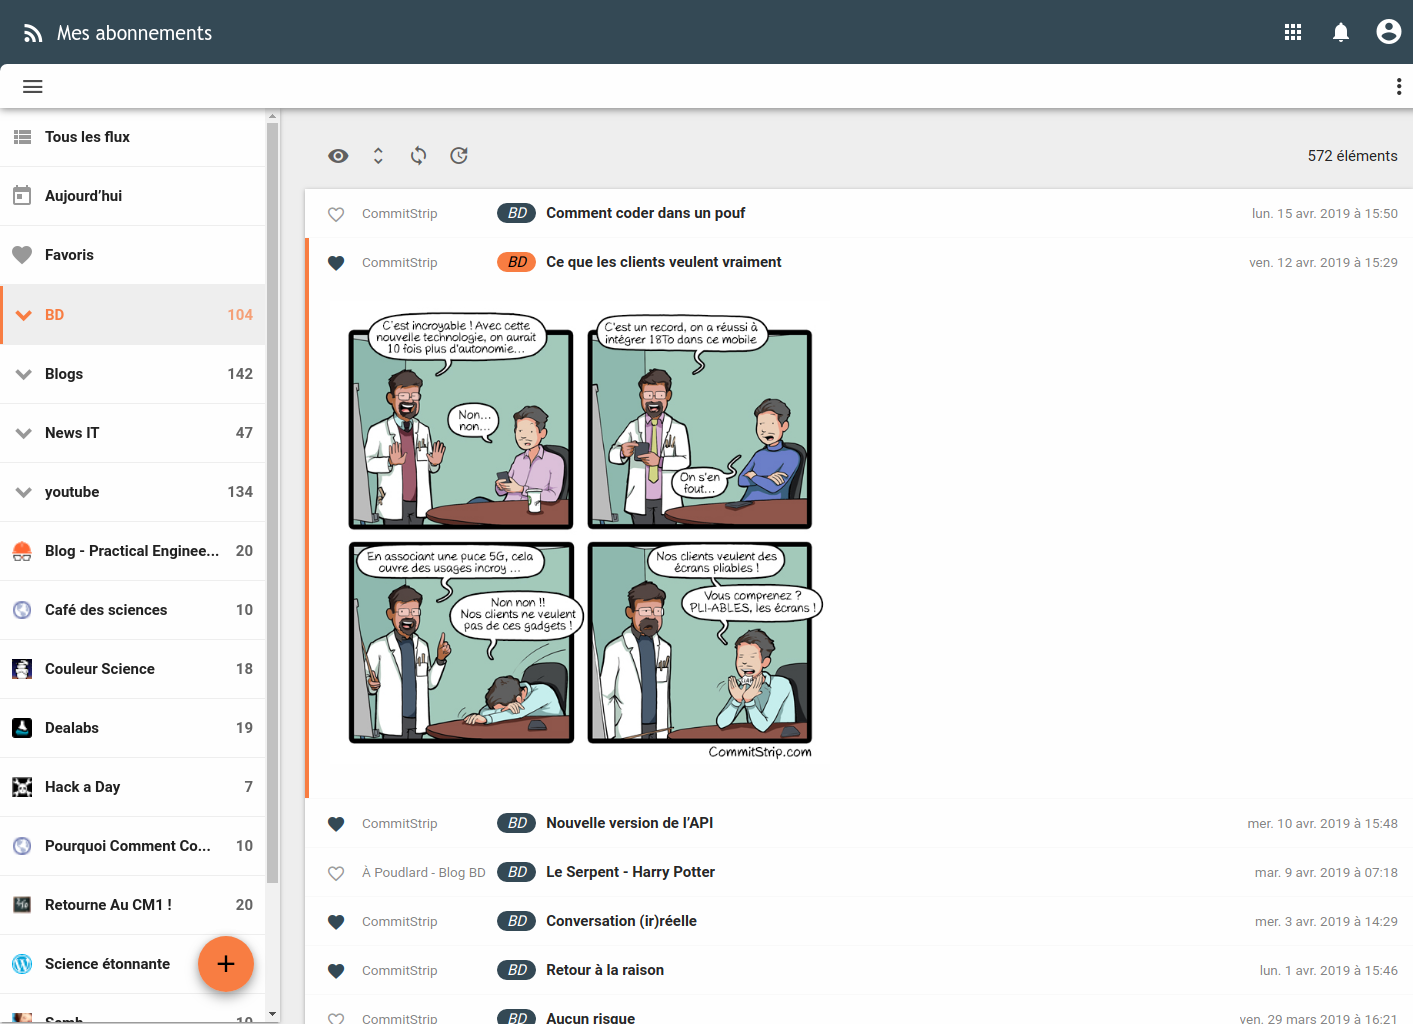 Mes abonnements
Tous les flux
Aujourd’hui
Favoris
BD 104
Blogs 142
News IT 47
youtube 134
Blog - Practical Enginee... 20
Café des sciences 10
Couleur Science 18
Dealabs 19
Hack a Day 7
Pourquoi Comment Co... 10
Retourne Au CM1 ! 20
Science étonnante
572 éléments
CommitStrip BD Comment coder dans un pouf lun. 15 avr. 2019 à 15:50
CommitStrip BD Ce que les clients veulent vraiment ven. 12 avr. 2019 à 15:29
C'est incroyable ! Avec cette
nouvelle technologie, on aurait
10 fois plus d'autonomie...
Non...
non...
C'est un record, on a réussi à
intégrer 18To dans ce mobile
On s'en
fout...
En associant une puce 5G, cela
ouvre des usages incroy ...
Non non !!
Nos clients ne veulent
pas de ces gadgets !
Nos clients veulent des
écrans pliables !
Vous comprenez ?
PLI-ABLES, les écrans !
CommitStrip.com
CommitStrip BD Nouvelle version de l’API mer. 10 avr. 2019 à 15:48
À Poudlard - Blog BD BD Le Serpent - Harry Potter mar. 9 avr. 2019 à 07:18
CommitStrip BD Conversation (ir)réelle mer. 3 avr. 2019 à 14:29
CommitStrip BD Retour à la raison lun. 1 avr. 2019 à 15:46
CommitStrip BD Aucun risque ven. 29 mars 2019 à 16:21